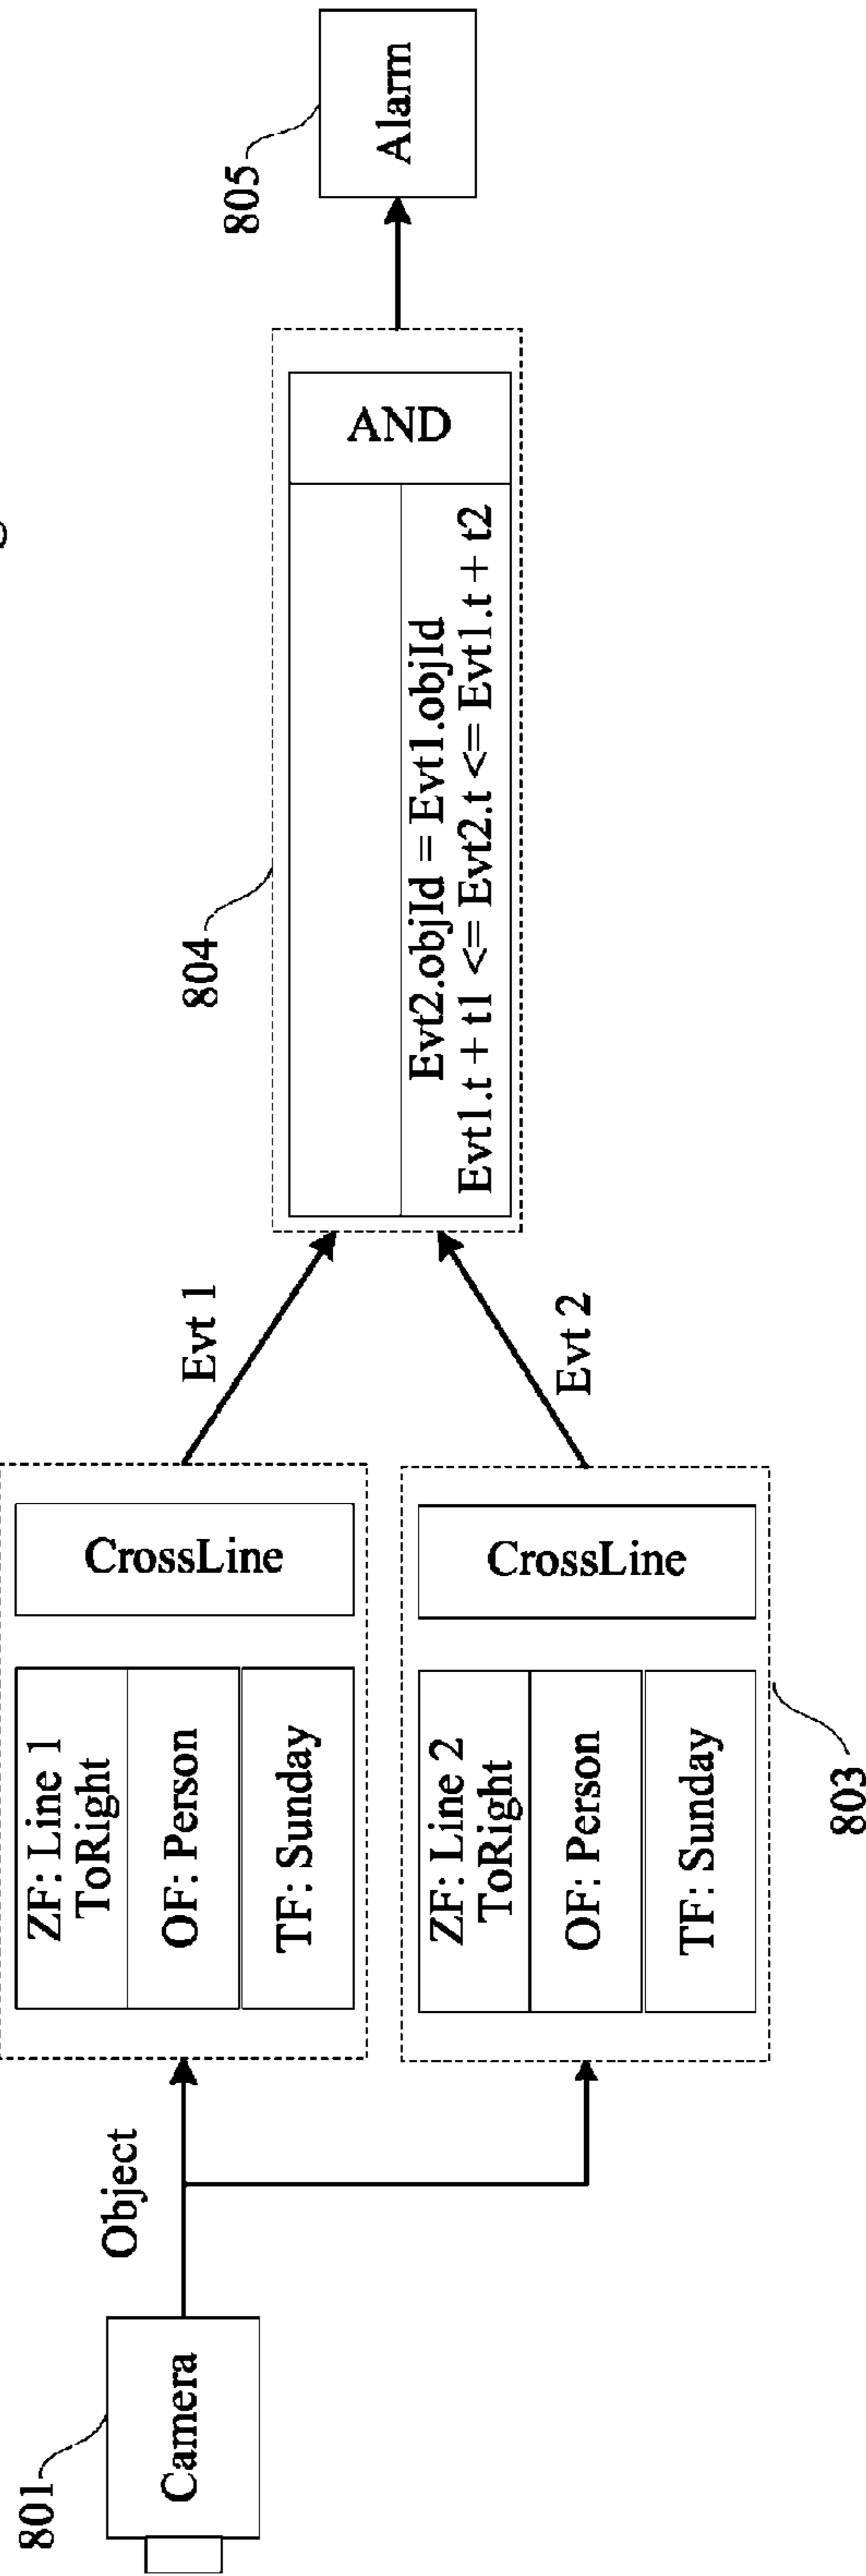 801
Camera
Object
ZF: Line 1
ToRight
OF: Person
TF: Sunday
CrossLine
ZF: Line 2
ToRight
OF: Person
TF: Sunday
CrossLine
803
Evt 1
Evt 2
804
Evt2.objId = Evt1.objId
Evt1.t + t1 <= Evt2.t <= Evt1.t + t2
AND
805
Alarm